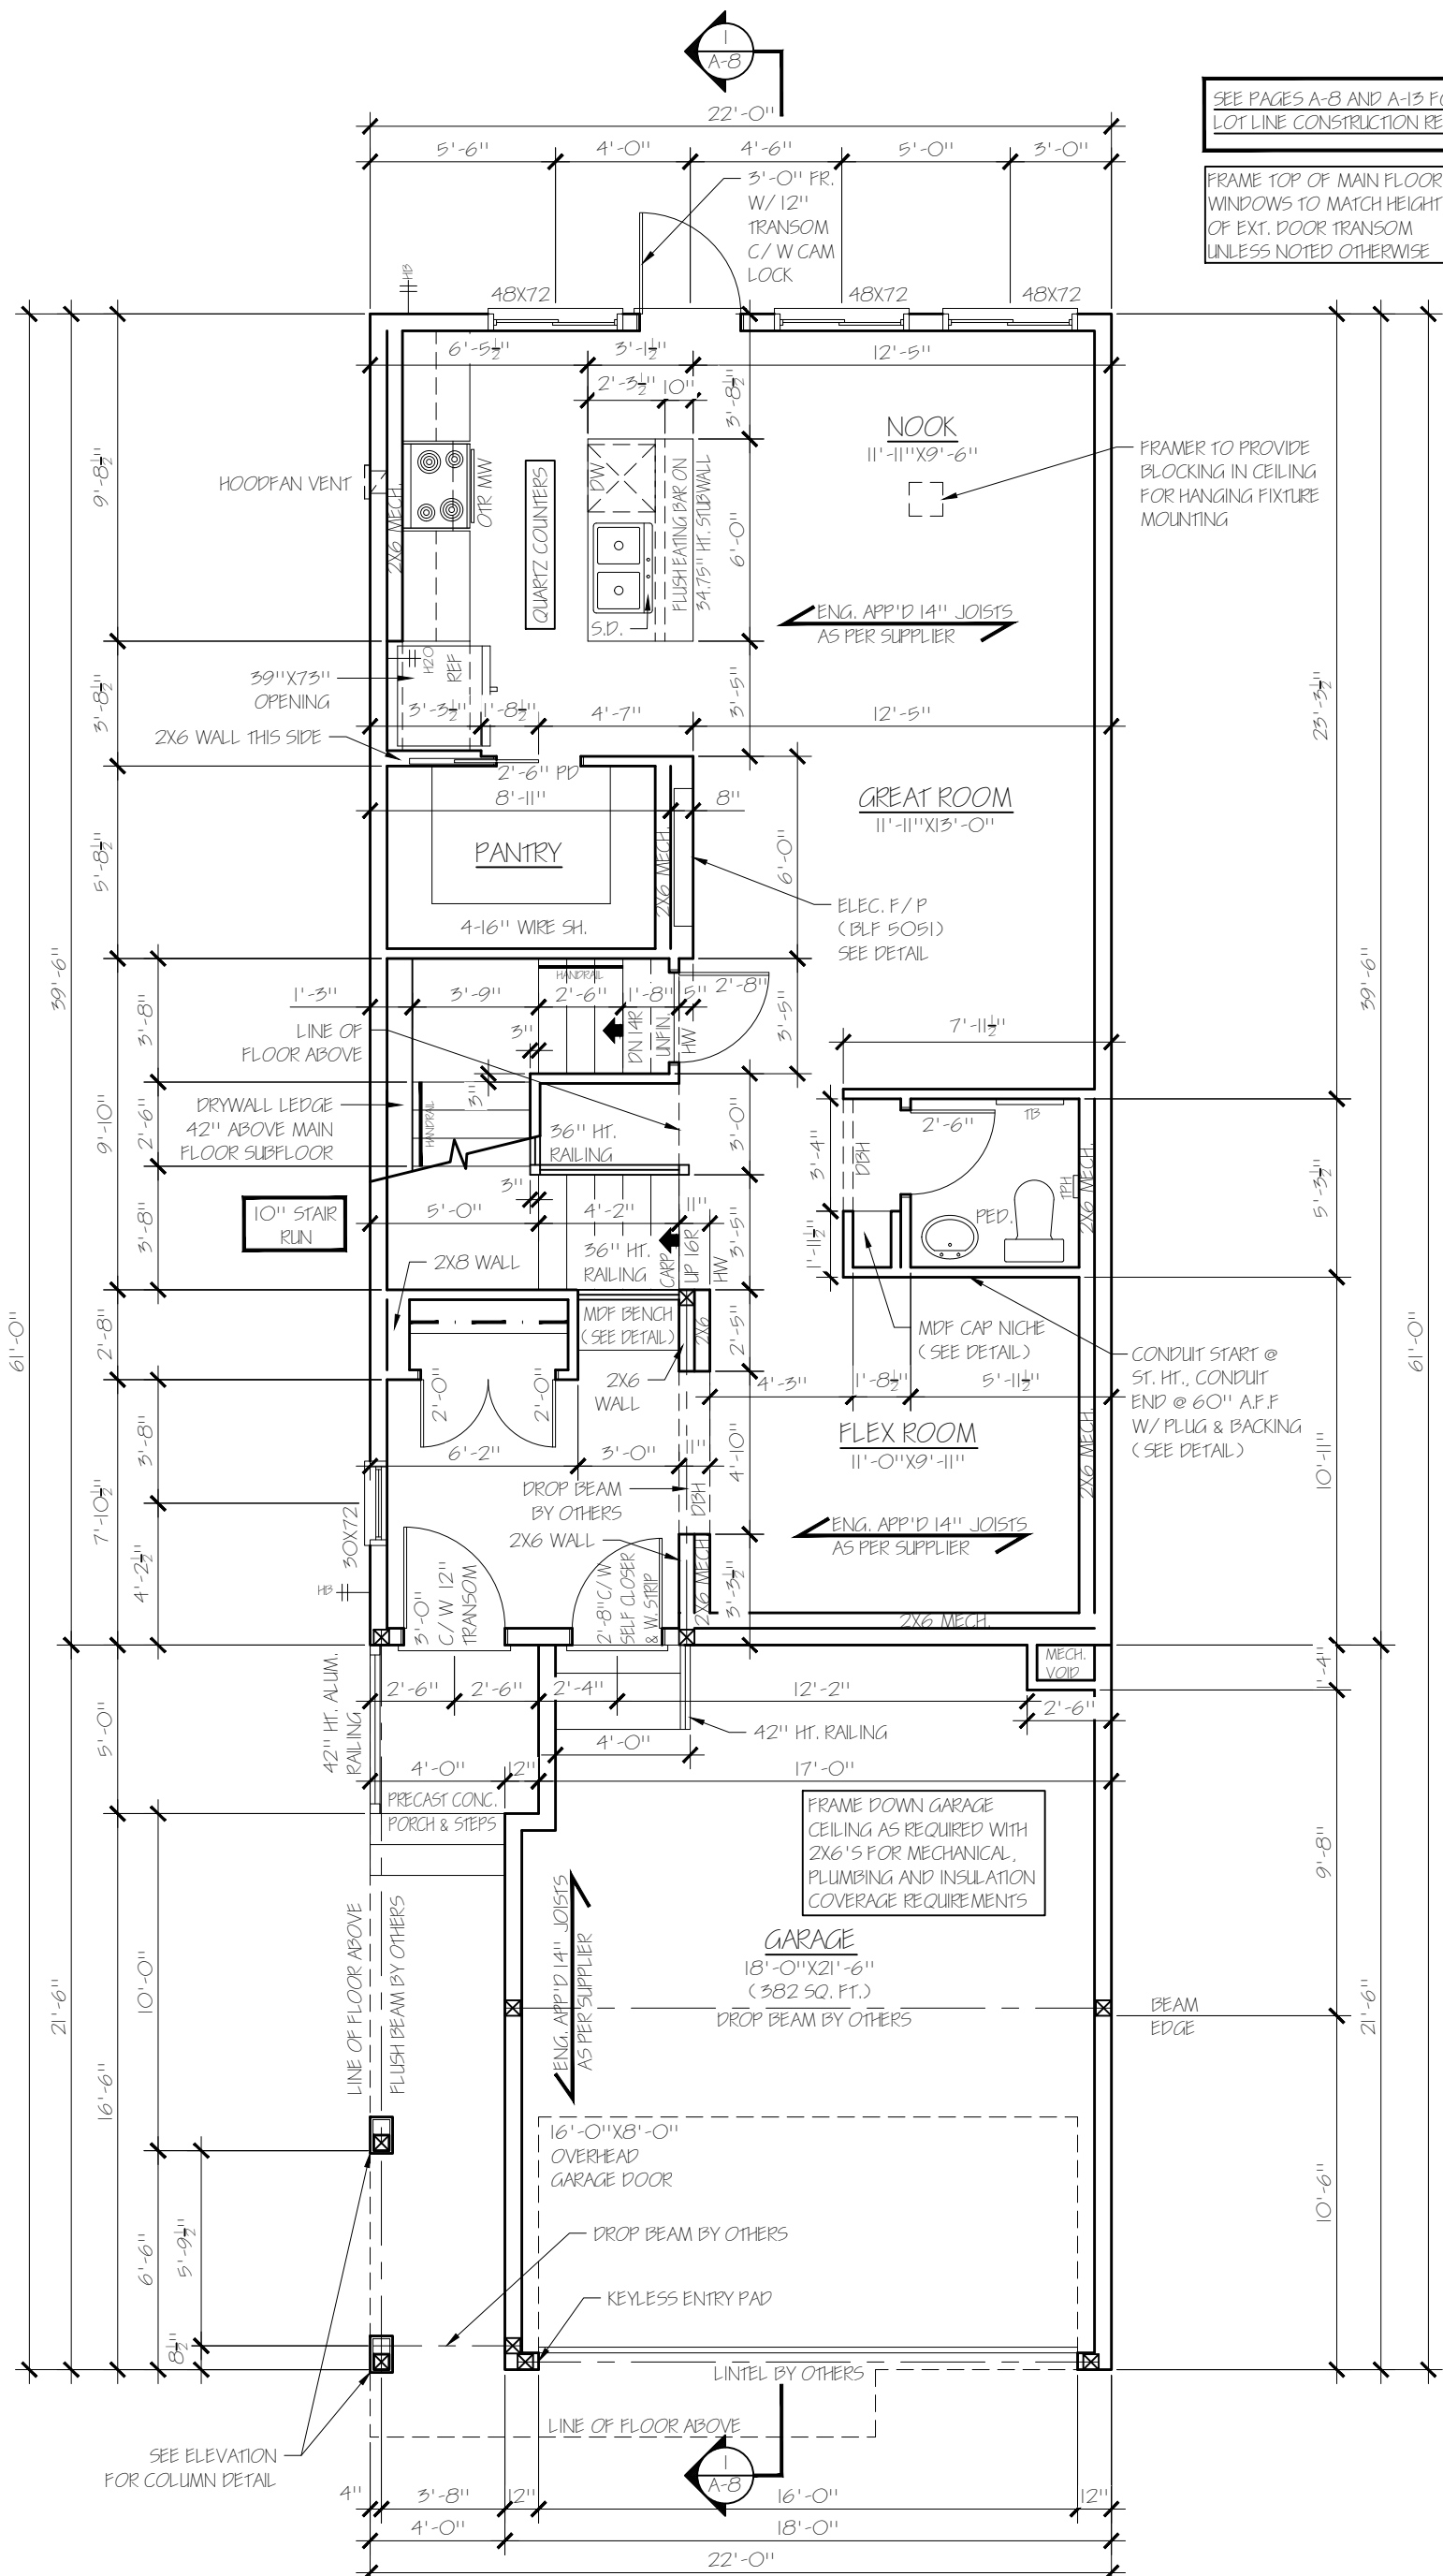 1
A-8
SEE PAGES A-8 AND A-13 FO
LOT LINE CONSTRUCTION RE
FRAME TOP OF MAIN FLOOR
WINDOWS TO MATCH HEIGHT
OF EXT. DOOR TRANSOM
UNLESS NOTED OTHERWISE
22'-0"
5'-6" 4'-0" 4'-6" 5'-0" 3'-0"
3'-0" FR.
W/ 12"
TRANSOM
C/W CAM
LOCK
HB
48X72 48X72 48X72
6'-5½" 3'-1½" 12'-5"
2'-3½" 10"
3'-8½"
NOOK
11'-11"X9'-6"
FRAMER TO PROVIDE
BLOCKING IN CEILING
FOR HANGING FIXTURE
MOUNTING
HOODFAN VENT
2X6 MECH.
OTR MW
QUARTZ COUNTERS
DW
FLUSH EATING BAR ON
34.75" HT. STUBWALL
6'-0"
9'-8½"
S.D.
ENG. APP'D 14" JOISTS
AS PER SUPPLIER
39"X73"
OPENING
H2O
REF
3'-5"
3'-8½"
23'-3½"
3'-3½" 1'-8½" 4'-7" 12'-5"
2X6 WALL THIS SIDE
2'-6" PD
8'-11" 8"
GREAT ROOM
11'-11"X13'-0"
PANTRY
2X6 MECH.
5'-8½"
6'-0"
4-16" WIRE SH.
ELEC. F/P
(BLF 5051)
SEE DETAIL
39'-6"
39'-6"
HANDRAIL
1'-3" 3'-9" 2'-6" 1'-8" 5" 2'-8"
LINE OF
FLOOR ABOVE
3'-8"
3"
DN 14R
UNFIN
HW
3'-5"
7'-11½"
DRYWALL LEDGE
42" ABOVE MAIN
FLOOR SUBFLOOR
HANDRAIL
3"
9'-10"
2'-6"
36" HT.
RAILING
3'-0"
3'-4"
DBH
2'-6"
TB
TPH
2X6 MECH.
5'-3½"
PED.
10" STAIR
RUN
3'-8"
3"
5'-0" 4'-2" 11"
36" HT.
RAILING
CARP
UP 16R
HW
3'-5"
1'-11½"
2X8 WALL
MDF BENCH
(SEE DETAIL)
2X6
2'-5"
MDF CAP NICHE
(SEE DETAIL)
CONDUIT START @
ST. HT., CONDUIT
END @ 60" A.F.F
W/ PLUG & BACKING
(SEE DETAIL)
61'-0"
61'-0"
2'-8"
2'-0" 2'-0"
2X6
WALL
4'-3" 1'-8½" 5'-11½"
FLEX ROOM
11'-0"X9'-11"
2X6 MECH.
3'-8"
6'-2" 3'-0" 11"
4'-10"
10'-11"
DROP BEAM
BY OTHERS
DBH
7'-10½"
4'-2½"
30X72
HB
2X6 WALL
ENG. APP'D 14" JOISTS
AS PER SUPPLIER
3'-0"
C/W 12"
TRANSOM
2'-8" C/W
SELF CLOSER
& W. STRIP
2X6 MECH
3'-3½"
2X6 MECH.
MECH.
VOID
1'-4"
42" HT. ALUM.
RAILING
2'-6" 2'-6" 2'-4" 12'-2"
2'-6"
5'-0"
42" HT. RAILING
4'-0"
4'-0" 12" 17'-0"
PRECAST CONC.
PORCH & STEPS
FRAME DOWN GARAGE
CEILING AS REQUIRED WITH
2X6'S FOR MECHANICAL,
PLUMBING AND INSULATION
COVERAGE REQUIREMENTS
9'-8"
LINE OF FLOOR ABOVE
FLUSH BEAM BY OTHERS
ENG. APP'D 14" JOISTS
AS PER SUPPLIER
GARAGE
18'-0"X21'-6"
(382 SQ. FT.)
DROP BEAM BY OTHERS
BEAM
EDGE
10'-0"
21'-6"
21'-6"
16'-6"
16'-0"X8'-0"
OVERHEAD
GARAGE DOOR
10'-6"
6'-6"
5'-9½"
DROP BEAM BY OTHERS
KEYLESS ENTRY PAD
8½"
LINTEL BY OTHERS
LINE OF FLOOR ABOVE
SEE ELEVATION
FOR COLUMN DETAIL
1
A-8
4" 3'-8" 12" 16'-0" 12"
4'-0" 18'-0"
22'-0"